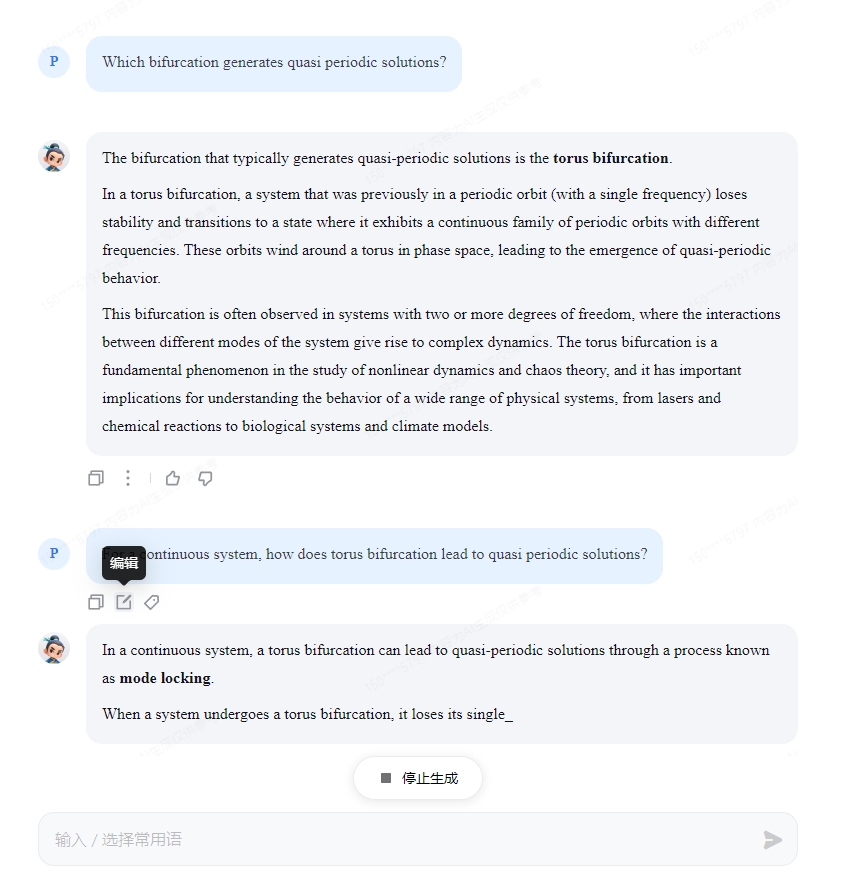 P
Which bifurcation generates quasi periodic solutions?
The bifurcation that typically generates quasi-periodic solutions is the torus bifurcation.
In a torus bifurcation, a system that was previously in a periodic orbit (with a single frequency) loses
stability and transitions to a state where it exhibits a continuous family of periodic orbits with different
frequencies. These orbits wind around a torus in phase space, leading to the emergence of quasi-periodic
behavior.
This bifurcation is often observed in systems with two or more degrees of freedom, where the interactions
between different modes of the system give rise to complex dynamics. The torus bifurcation is a
fundamental phenomenon in the study of nonlinear dynamics and chaos theory, and it has important
implications for understanding the behavior of a wide range of physical systems, from lasers and
chemical reactions to biological systems and climate models.
P
continuous system, how does torus bifurcation lead to quasi periodic solutions?
编辑
In a continuous system, a torus bifurcation can lead to quasi-periodic solutions through a process known
as mode locking.
When a system undergoes a torus bifurcation, it loses its single_
停止生成
输入 / 选择常用语